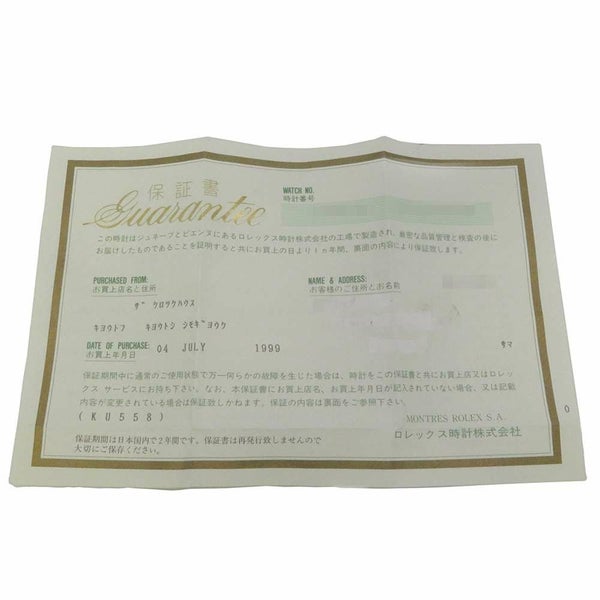 保証書
Guarantee
WATCH NO.
時計番号
この時計はジュネーブとビエンヌにあるロレックス時計株式会社の工場で製造され、厳密な品質管理と検査の後に
お届けしたものであることを証明すると共にお買上の日より1ヵ年間、裏面の内容により保証致します。
PURCHASED FROM:
お買上店名と住所
NAME & ADDRESS:
お客様のご住所とお名前
ｻﾞ ｸﾛﾂｸﾊｳｽ
ｷﾖｳﾄﾌ ｷﾖｳﾄｼ ｼﾓｷﾞﾖｳｸ
DATE OF PURCHASE: 04 JULY 1999
お買上年月日
ｻﾏ
保証期間中に通常のご使用状態で万一何らかの故障を生じた場合は、時計をこの保証書と共にお買上店又はロレッ
クス サービスにお持ち下さい。なお、本保証書にお買上店名、お買上年月日が記入されていない場合、又は記載
内容が変更されている場合は保証致しかねます。保証の内容は裏面をご参照下さい。
(KU558)
MONTRES ROLEX S.A.
ロレックス時計株式会社
保証期間は日本国内で2年間です。保証書は再発行致しませんので
大切にご保存ください。
0